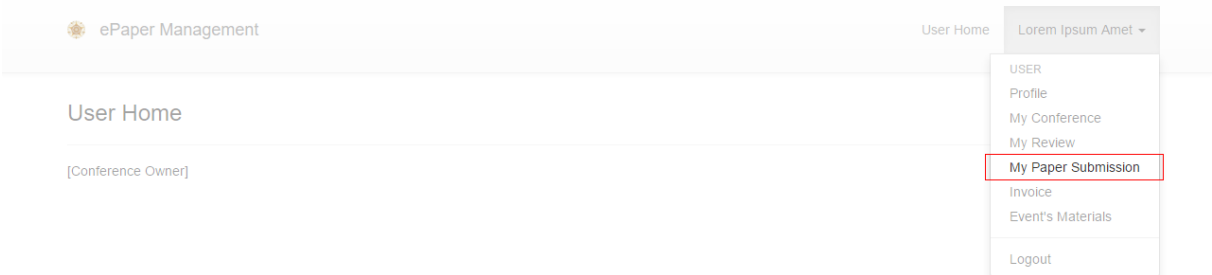 ePaper Management
User Home
Lorem Ipsum Amet
USER
Profile
My Conference
My Review
My Paper Submission
Invoice
Event's Materials
Logout
User Home
[Conference Owner]